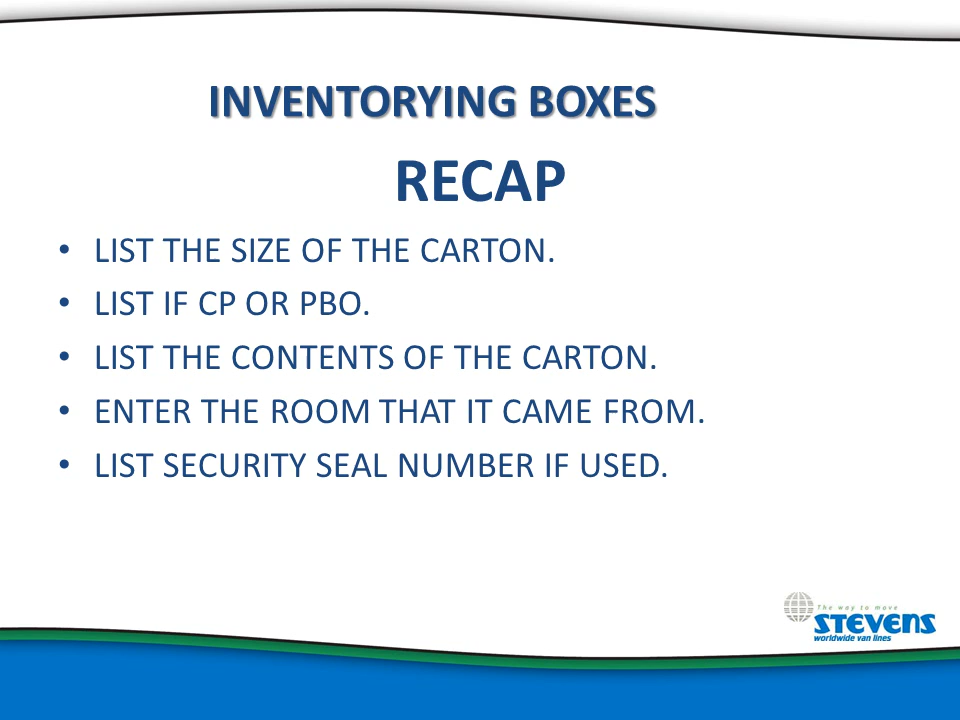 INVENTORYING BOXES
RECAP
• LIST THE SIZE OF THE CARTON.
• LIST IF CP OR PBO.
• LIST THE CONTENTS OF THE CARTON.
• ENTER THE ROOM THAT IT CAME FROM.
• LIST SECURITY SEAL NUMBER IF USED.
The way to move
STEVENS
worldwide van lines